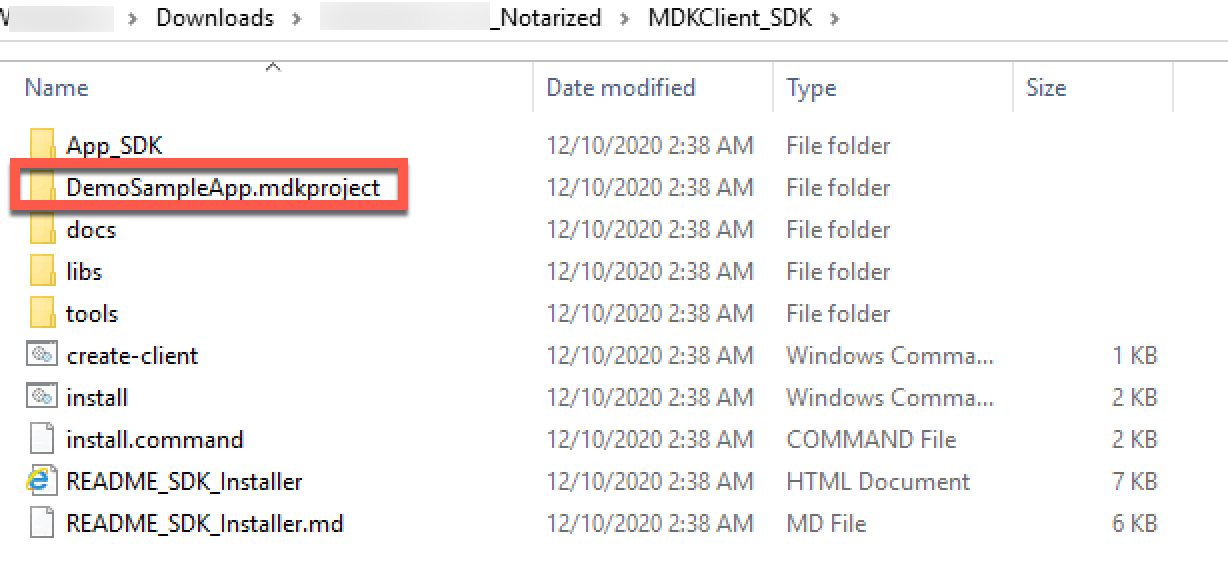 Downloads > _Notarized > MDKClient_SDK >
Name Date modified Type Size
App_SDK 12/10/2020 2:38 AM File folder
DemoSampleApp.mdkproject 12/10/2020 2:38 AM File folder
docs 12/10/2020 2:38 AM File folder
libs 12/10/2020 2:38 AM File folder
tools 12/10/2020 2:38 AM File folder
create-client 12/10/2020 2:38 AM Windows Comma... 1 KB
install 12/10/2020 2:38 AM Windows Comma... 2 KB
install.command 12/10/2020 2:38 AM COMMAND File 2 KB
README_SDK_Installer 12/10/2020 2:38 AM HTML Document 7 KB
README_SDK_Installer.md 12/10/2020 2:38 AM MD File 6 KB